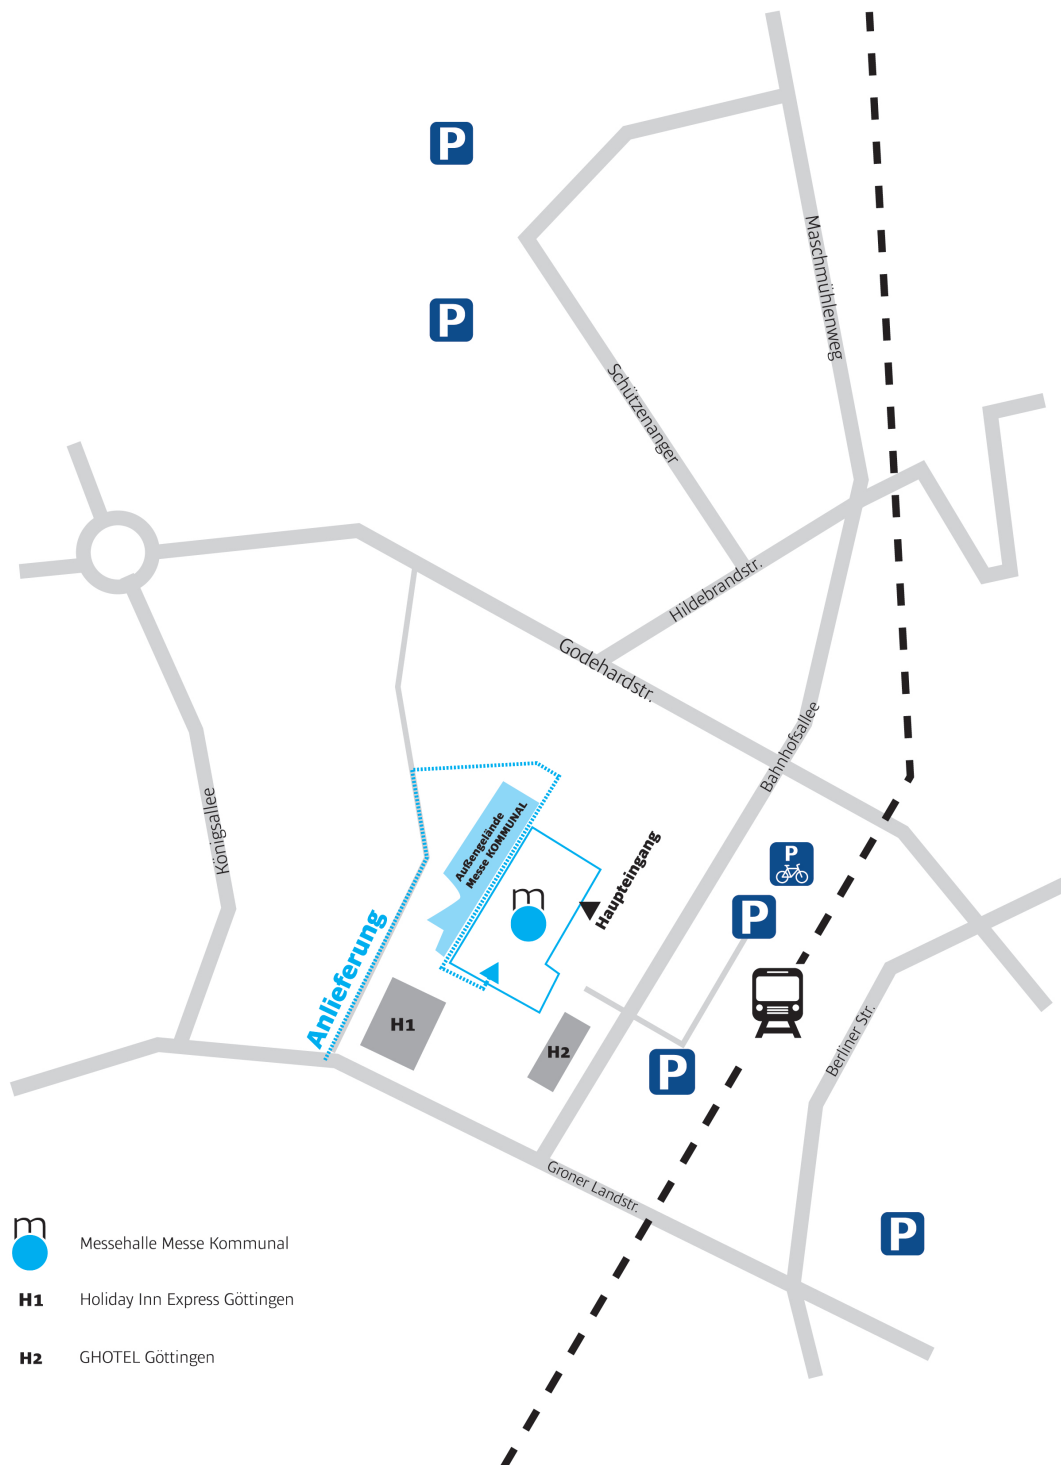 P
P
Maschmühlenweg
Schützenanger
Hildebrandstr.
Godehardstr.
Bahnhofsallee
Königsallee
Außengelände
Messe KOMMUNAL
m
Haupteingang
P
P
Anlieferung
H1
H2
P
Berliner Str.
Groner Landstr.
P
m
Messehalle Messe Kommunal
H1
Holiday Inn Express Göttingen
H2
GHOTEL Göttingen